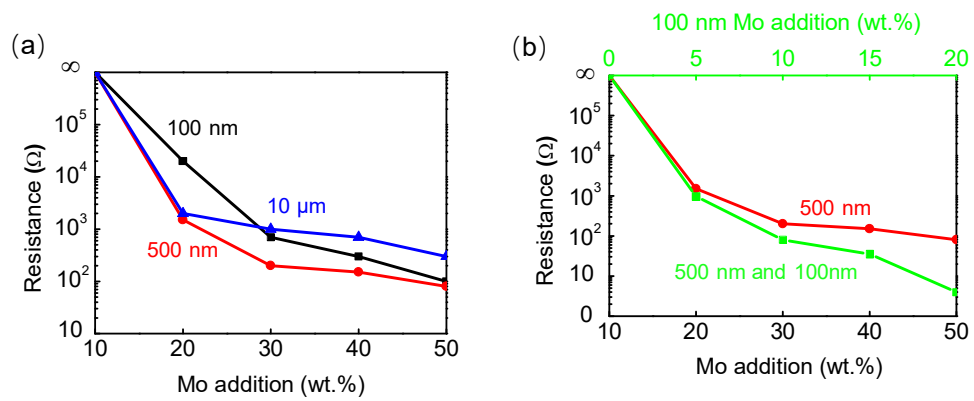 (a)
Resistance (Ω)
∞
10⁵
10⁴
10³
10²
10
100 nm
10 μm
500 nm
10 20 30 40 50
Mo addition (wt.%)
(b)
100 nm Mo addition (wt.%)
0 5 10 15 20
Resistance (Ω)
∞
10⁵
10⁴
10³
10²
10
0
500 nm
500 nm and 100nm
10 20 30 40 50
Mo addition (wt.%)